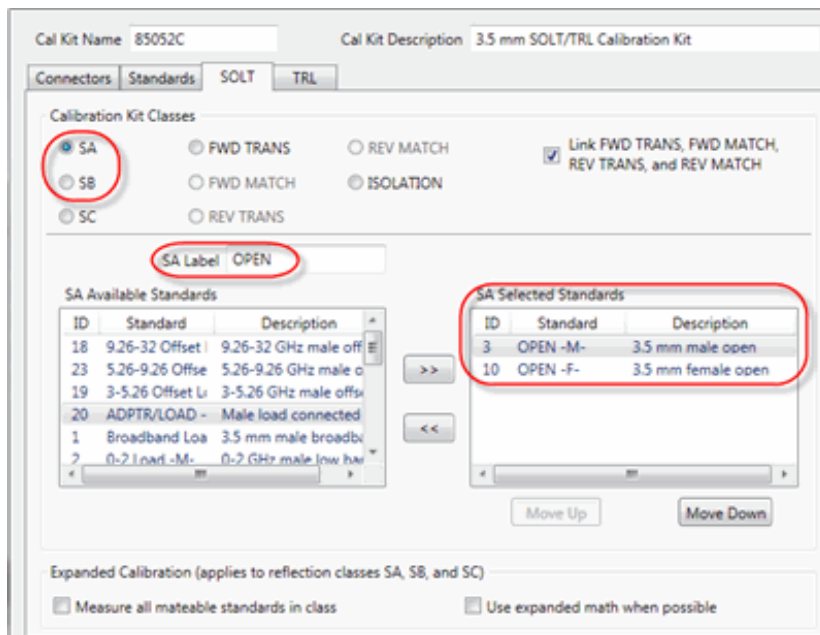 Cal Kit Name 85052C Cal Kit Description 3.5 mm SOLT/TRL Calibration Kit
Connectors Standards SOLT TRL
Calibration Kit Classes
SA FWD TRANS REV MATCH Link FWD TRANS, FWD MATCH,
REV TRANS, and REV MATCH
SB FWD MATCH ISOLATION
SC REV TRANS
SA Label OPEN
SA Available Standards SA Selected Standards
ID Standard Description ID Standard Description
18 9.26-32 Offset 9.26-32 GHz male off 3 OPEN -M- 3.5 mm male open
23 5.26-9.26 Offse 5.26-9.26 GHz male o 10 OPEN -F- 3.5 mm female open
19 3-5.26 Offset Lo 3-5.26 GHz male offse
>>
20 ADPTR/LOAD - Male load connected
1 Broadband Loa 3.5 mm male broadba
<<
2 0-2 Load -M- 0-2 GHz male low ban
Move Up Move Down
Expanded Calibration (applies to reflection classes SA, SB, and SC)
Measure all mateable standards in class Use expanded math when possible